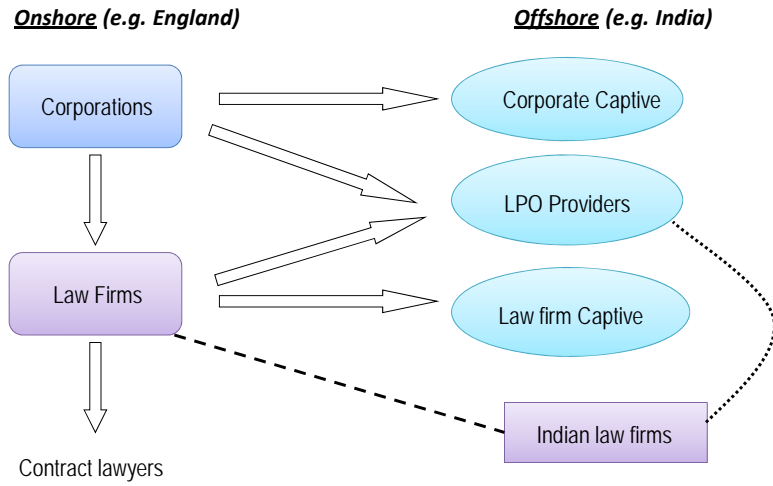 Onshore (e.g. England)
Offshore (e.g. India)
Corporations
Corporate Captive
LPO Providers
Law Firms
Law firm Captive
Indian law firms
Contract lawyers